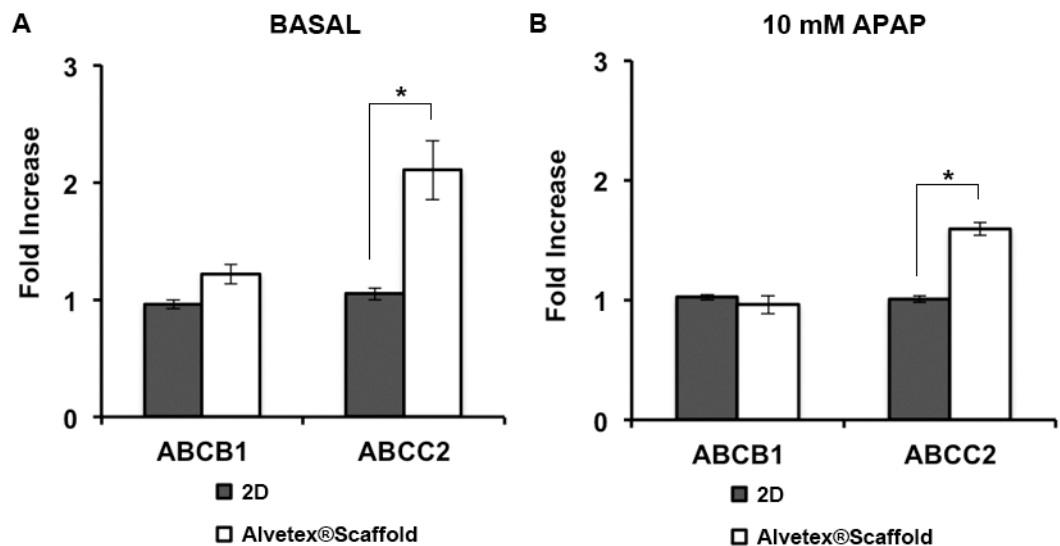 A
BASAL
3
2
1
0
Fold Increase
*
ABCB1
ABCC2
2D
Alvetex®Scaffold
B
10 mM APAP
3
2
1
0
Fold Increase
*
ABCB1
ABCC2
2D
Alvetex®Scaffold